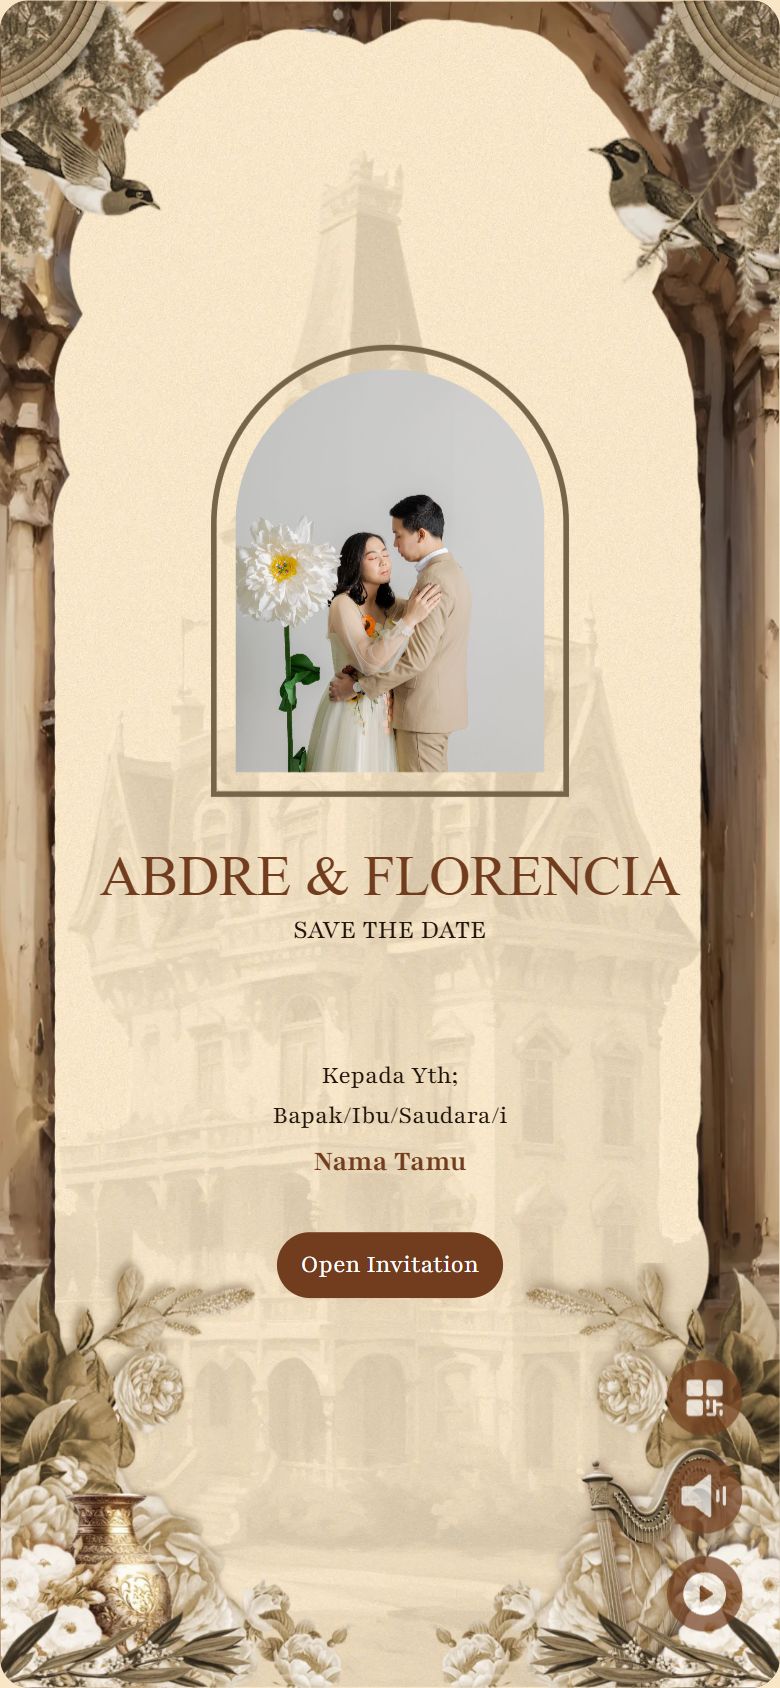 ABDRE & FLORENCIA
SAVE THE DATE
Kepada Yth;
Bapak/Ibu/Saudara/i
Nama Tamu
Open Invitation